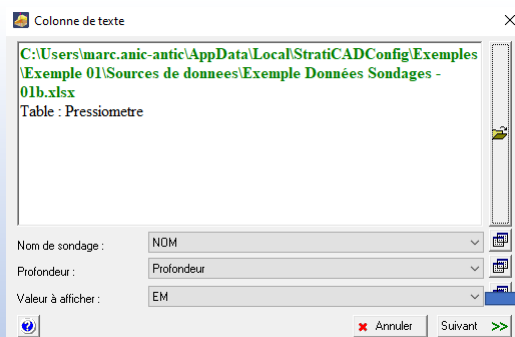 Colonne de texte
C:\Users\marc.anic-antic\AppData\Local\StratiCADConfig\Exemples
\Exemple 01\Sources de donnees\Exemple Données Sondages -
01b.xlsx
Table : Pressiometre
Nom de sondage : NOM
Profondeur : Profondeur
Valeur à afficher : EM
Annuler Suivant >>